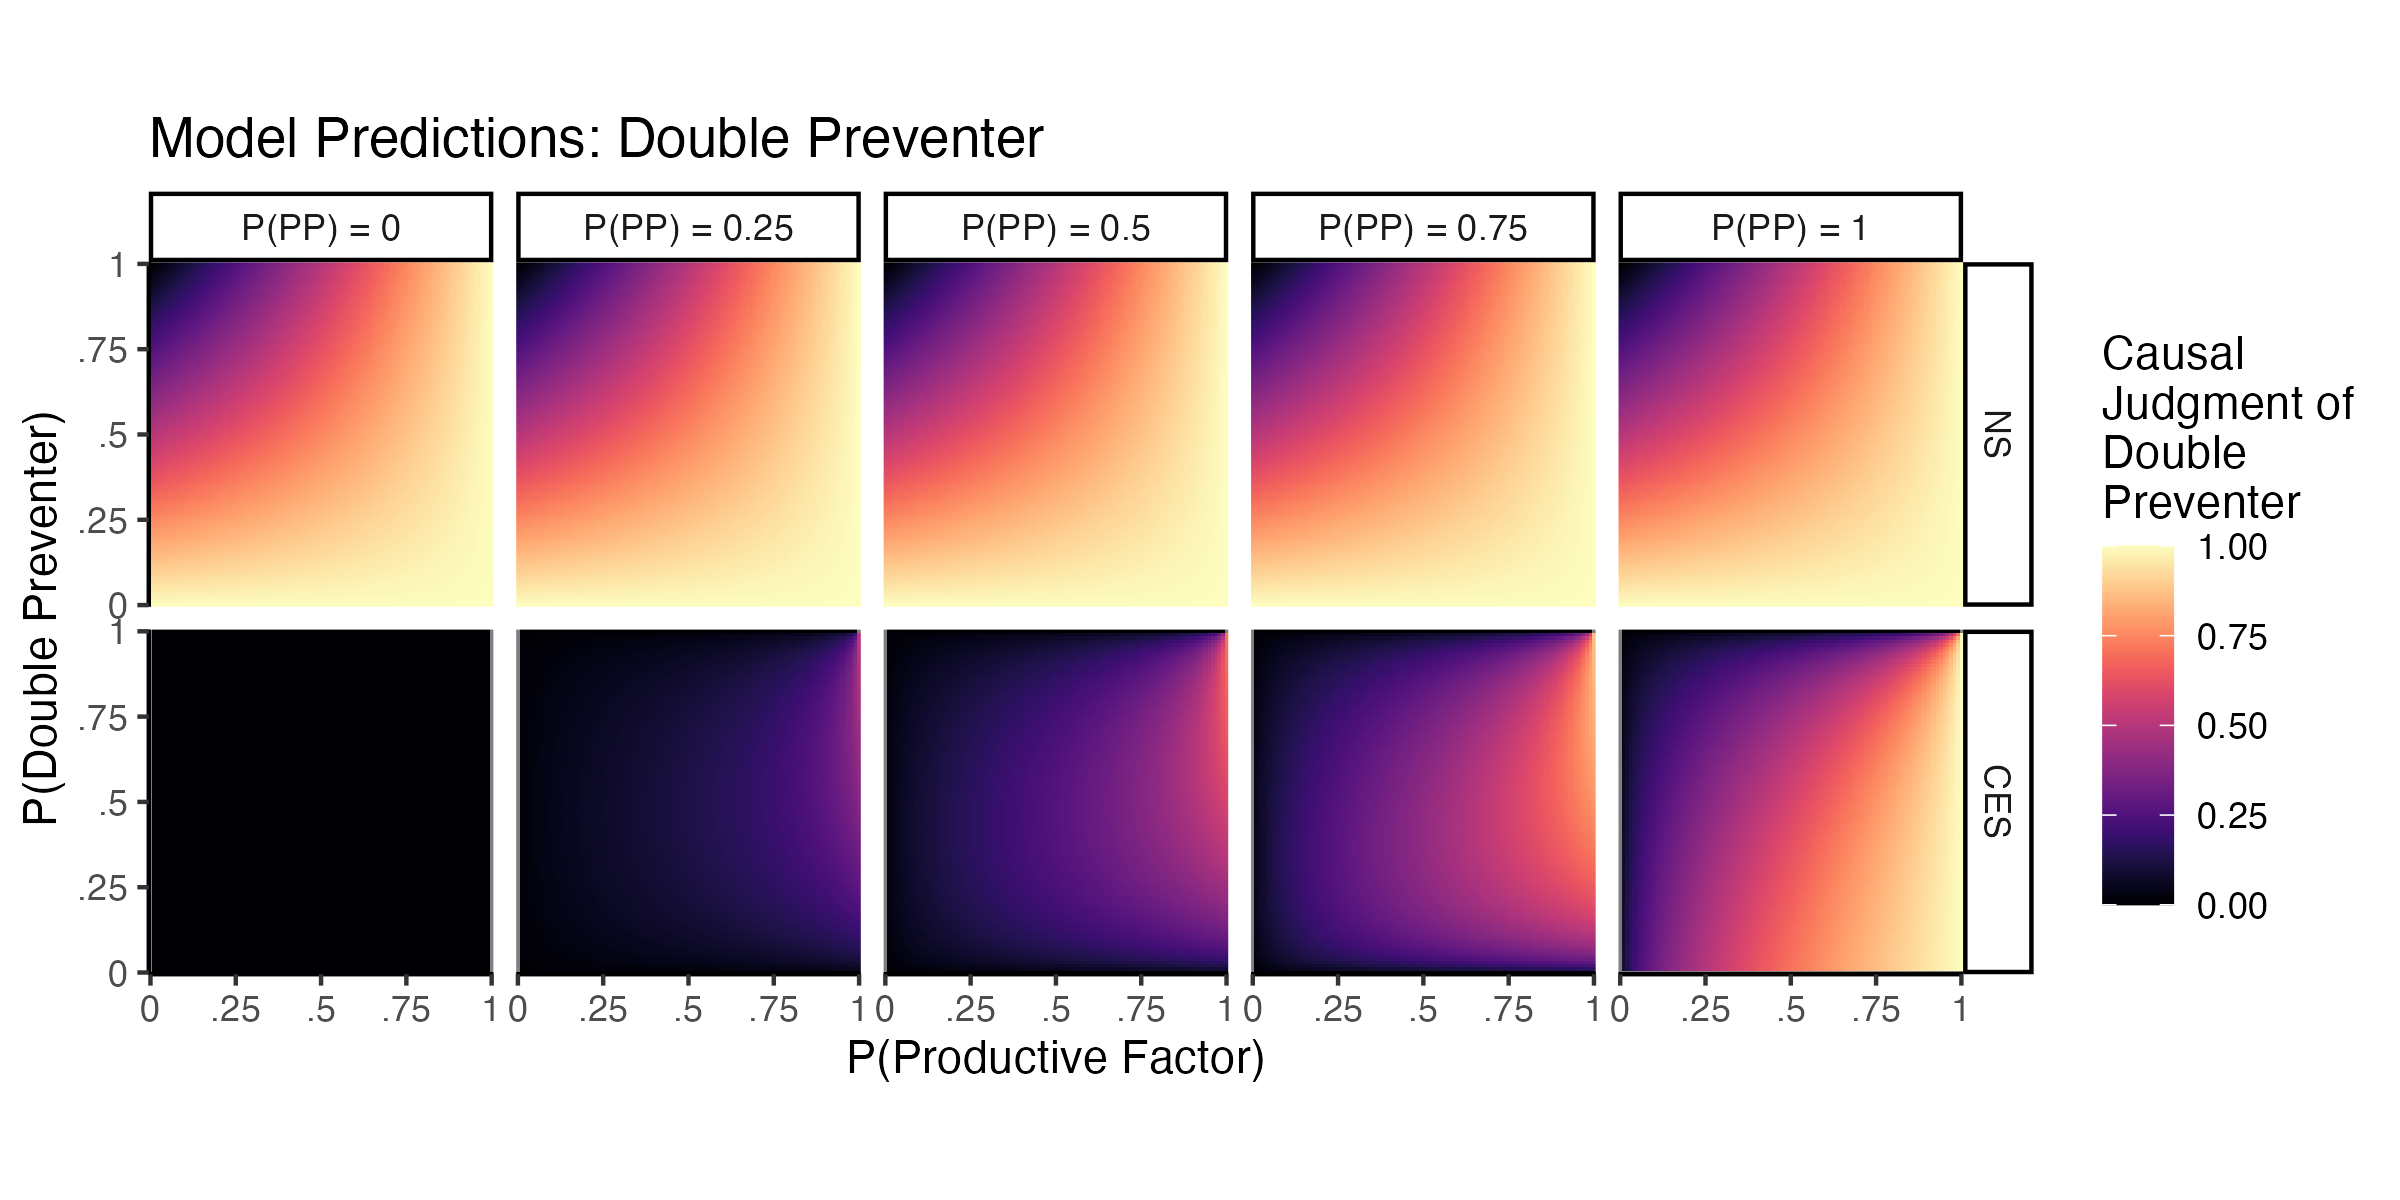 Model Predictions: Double Preventer
P(PP) = 0
P(PP) = 0.25
P(PP) = 0.5
P(PP) = 0.75
P(PP) = 1
P(Double Preventer)
1
.75
.5
.25
0
NS
1
.75
.5
.25
0
CES
0 .25 .5 .75 1
0 .25 .5 .75 1
0 .25 .5 .75 1
0 .25 .5 .75 1
0 .25 .5 .75 1
P(Productive Factor)
Causal
Judgment of
Double
Preventer
1.00
0.75
0.50
0.25
0.00